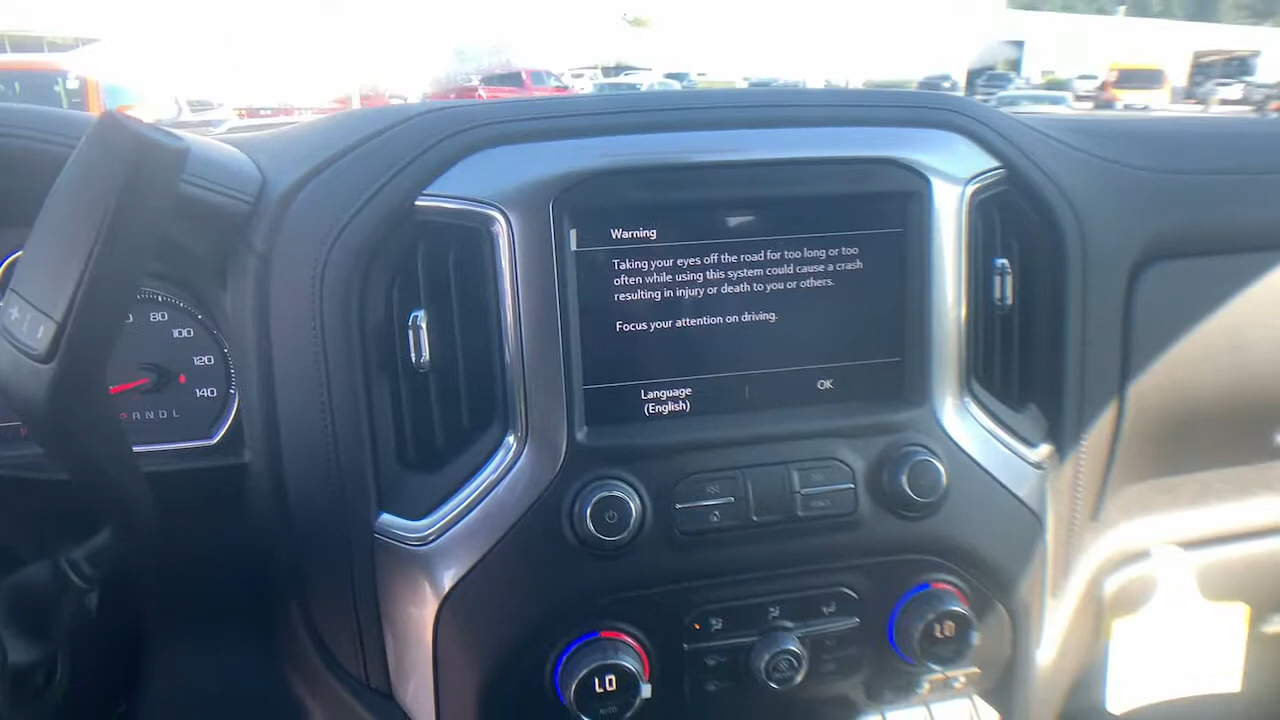 Warning
Taking your eyes off the road for too long or too
often while using this system could cause a crash
resulting in injury or death to you or others.
Focus your attention on driving.
Language
(English)
OK
80
100
120
140
R N D L
LO
LO
AUTO